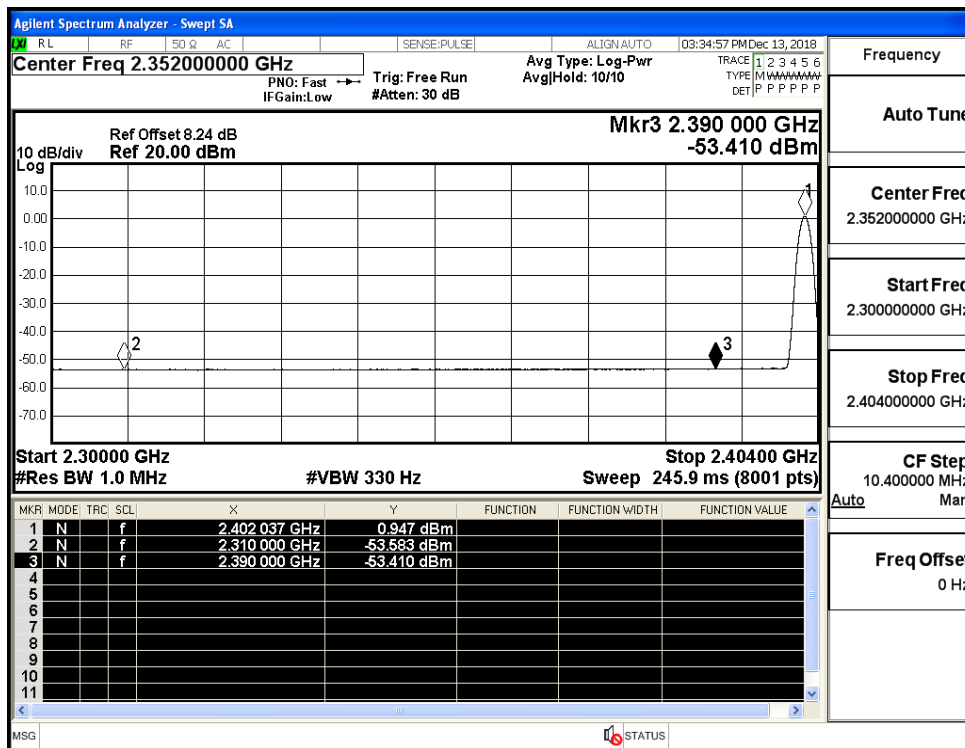 Agilent Spectrum Analyzer - Swept SA
LXI RL RF 50 Ω AC SENSE:PULSE ALIGN AUTO 03:34:57 PM Dec 13, 2018
Center Freq 2.352000000 GHz
PNO: Fast
IFGain:Low
Trig: Free Run
#Atten: 30 dB
Avg Type: Log-Pwr
Avg|Hold: 10/10
TRACE 1 2 3 4 5 6
TYPE M WWWWW
DET P P P P P P
Mkr3 2.390 000 GHz
-53.410 dBm
Ref Offset 8.24 dB
10 dB/div Ref 20.00 dBm
Log
10.0
0.00
-10.0
-20.0
-30.0
-40.0
-50.0
-60.0
-70.0
1
2
3
Start 2.30000 GHz Stop 2.40400 GHz
#Res BW 1.0 MHz #VBW 330 Hz Sweep 245.9 ms (8001 pts)
MKR MODE TRC SCL X Y FUNCTION FUNCTION WIDTH FUNCTION VALUE
1 N f 2.402 037 GHz 0.947 dBm
2 N f 2.310 000 GHz -53.583 dBm
3 N f 2.390 000 GHz -53.410 dBm
4
5
6
7
8
9
10
11
MSG STATUS
Frequency
Auto Tune
Center Freq
2.352000000 GHz
Start Freq
2.300000000 GHz
Stop Freq
2.404000000 GHz
CF Step
10.400000 MHz
Auto Man
Freq Offset
0 Hz